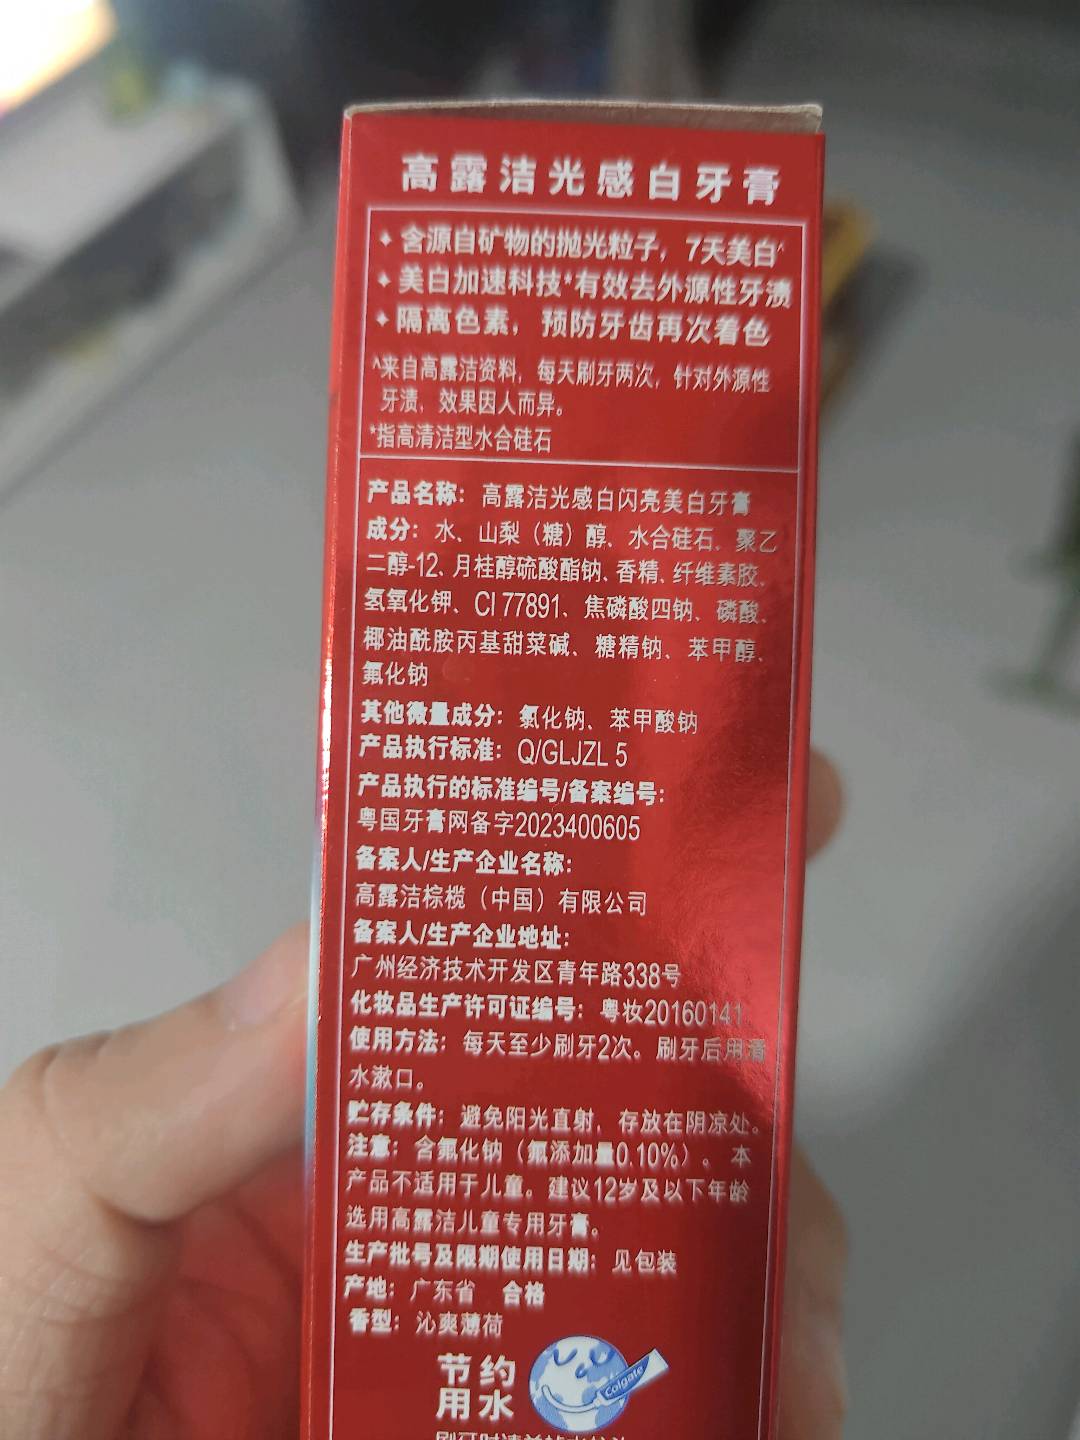 高露洁光感白牙膏
✦ 含源自矿物的抛光粒子，7天美白^
✦ 美白加速科技*有效去外源性牙渍
✦ 隔离色素，预防牙齿再次着色
^来自高露洁资料，每天刷牙两次，针对外源性
牙渍，效果因人而异。
*指高清洁型水合硅石
产品名称：高露洁光感白闪亮美白牙膏
成分：水、山梨（糖）醇、水合硅石、聚乙
二醇-12、月桂醇硫酸酯钠、香精、纤维素胶、
氢氧化钾、CI 77891、焦磷酸四钠、磷酸、
椰油酰胺丙基甜菜碱、糖精钠、苯甲醇、
氟化钠
其他微量成分：氯化钠、苯甲酸钠
产品执行标准：Q/GLJZL 5
产品执行的标准编号/备案编号：
粤国牙膏网备字2023400605
备案人/生产企业名称：
高露洁棕榄（中国）有限公司
备案人/生产企业地址：
广州经济技术开发区青年路338号
化妆品生产许可证编号：粤妆20160141
使用方法：每天至少刷牙2次。刷牙后用清
水漱口。
贮存条件：避免阳光直射，存放在阴凉处。
注意：含氟化钠（氟添加量0.10%）。本
产品不适用于儿童。建议12岁及以下年龄
选用高露洁儿童专用牙膏。
生产批号及限期使用日期：见包装
产地：广东省 合格
香型：沁爽薄荷
节约
用水
Colgate